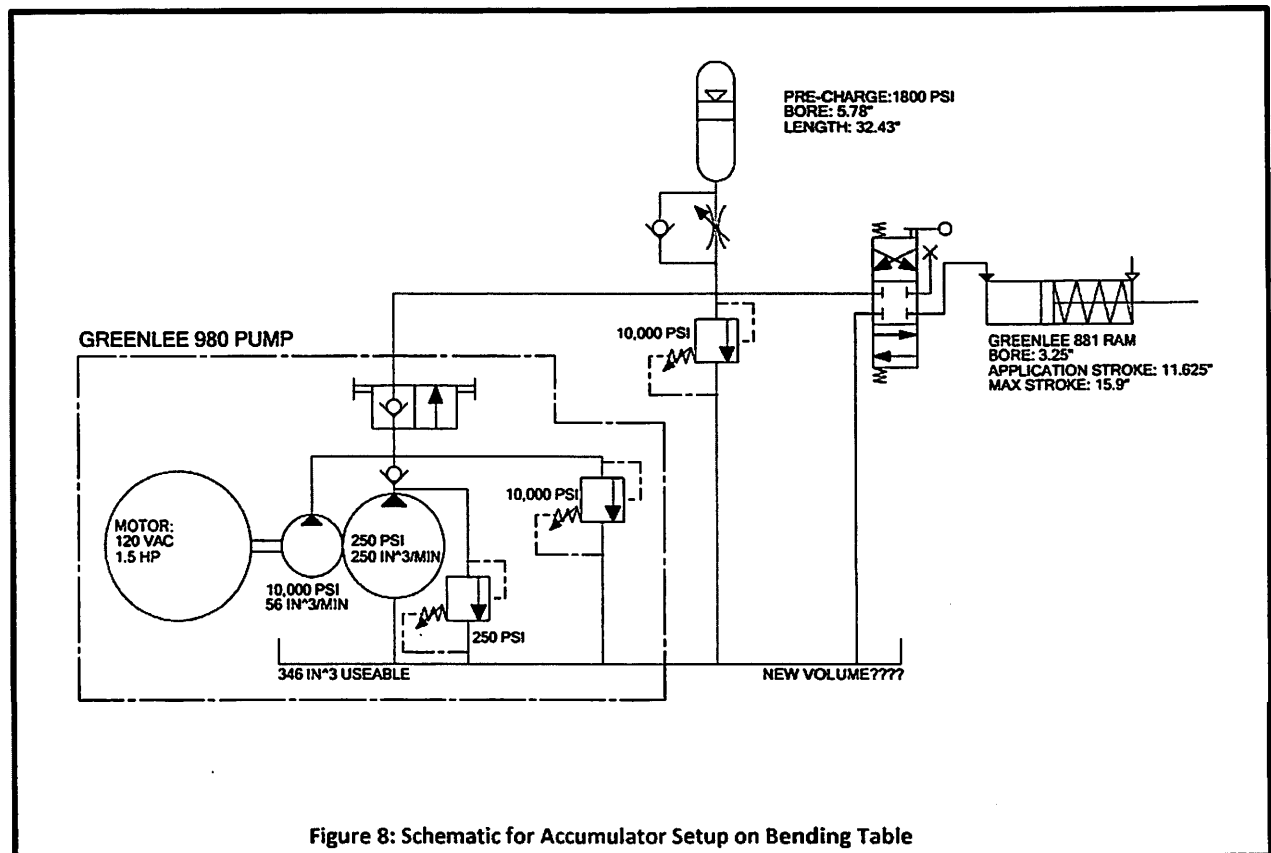 PRE-CHARGE:1800 PSI
BORE: 5.78"
LENGTH: 32.43"
GREENLEE 980 PUMP
10,000 PSI
GREENLEE 881 RAM
BORE: 3.25"
APPLICATION STROKE: 11.625"
MAX STROKE: 15.9"
MOTOR:
120 VAC
1.5 HP
10,000 PSI
56 IN^3/MIN
250 PSI
250 IN^3/MIN
10,000 PSI
250 PSI
346 IN^3 USEABLE
NEW VOLUME????
Figure 8: Schematic for Accumulator Setup on Bending Table